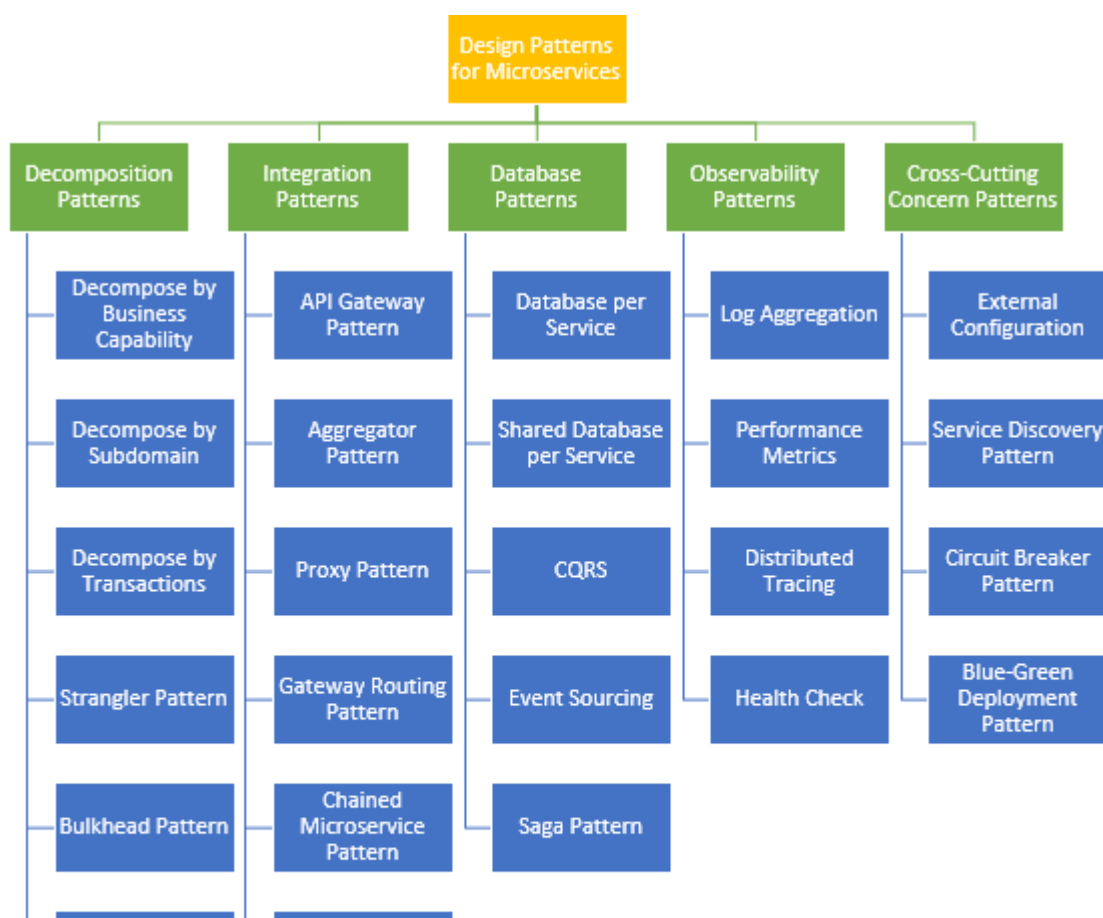 Design Patterns
for Microservices
Decomposition
Patterns
Integration
Patterns
Database
Patterns
Observability
Patterns
Cross-Cutting
Concern Patterns
Decompose by
Business
Capability
API Gateway
Pattern
Database per
Service
Log Aggregation
External
Configuration
Decompose by
Subdomain
Aggregator
Pattern
Shared Database
per Service
Performance
Metrics
Service Discovery
Pattern
Decompose by
Transactions
Proxy Pattern
CQRS
Distributed
Tracing
Circuit Breaker
Pattern
Strangler Pattern
Gateway Routing
Pattern
Event Sourcing
Health Check
Blue-Green
Deployment
Pattern
Bulkhead Pattern
Chained
Microservice
Pattern
Saga Pattern